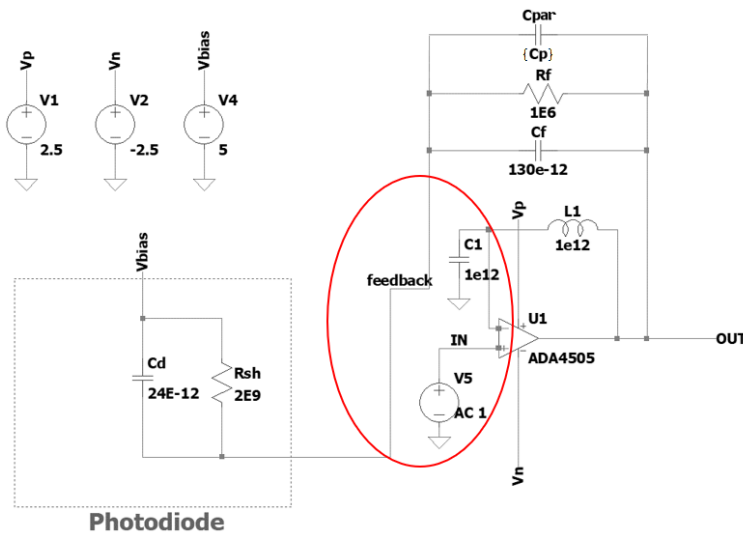 Cpar
{Cp}
Rf
1E6
Cf
130e-12
Vp
Vn
Vbias
V1
2.5
V2
-2.5
V4
5
Vp
L1
1e12
C1
1e12
feedback
U1
ADA4505
OUT
IN
V5
AC 1
Vn
Vbias
Cd
24E-12
Rsh
2E9
Photodiode